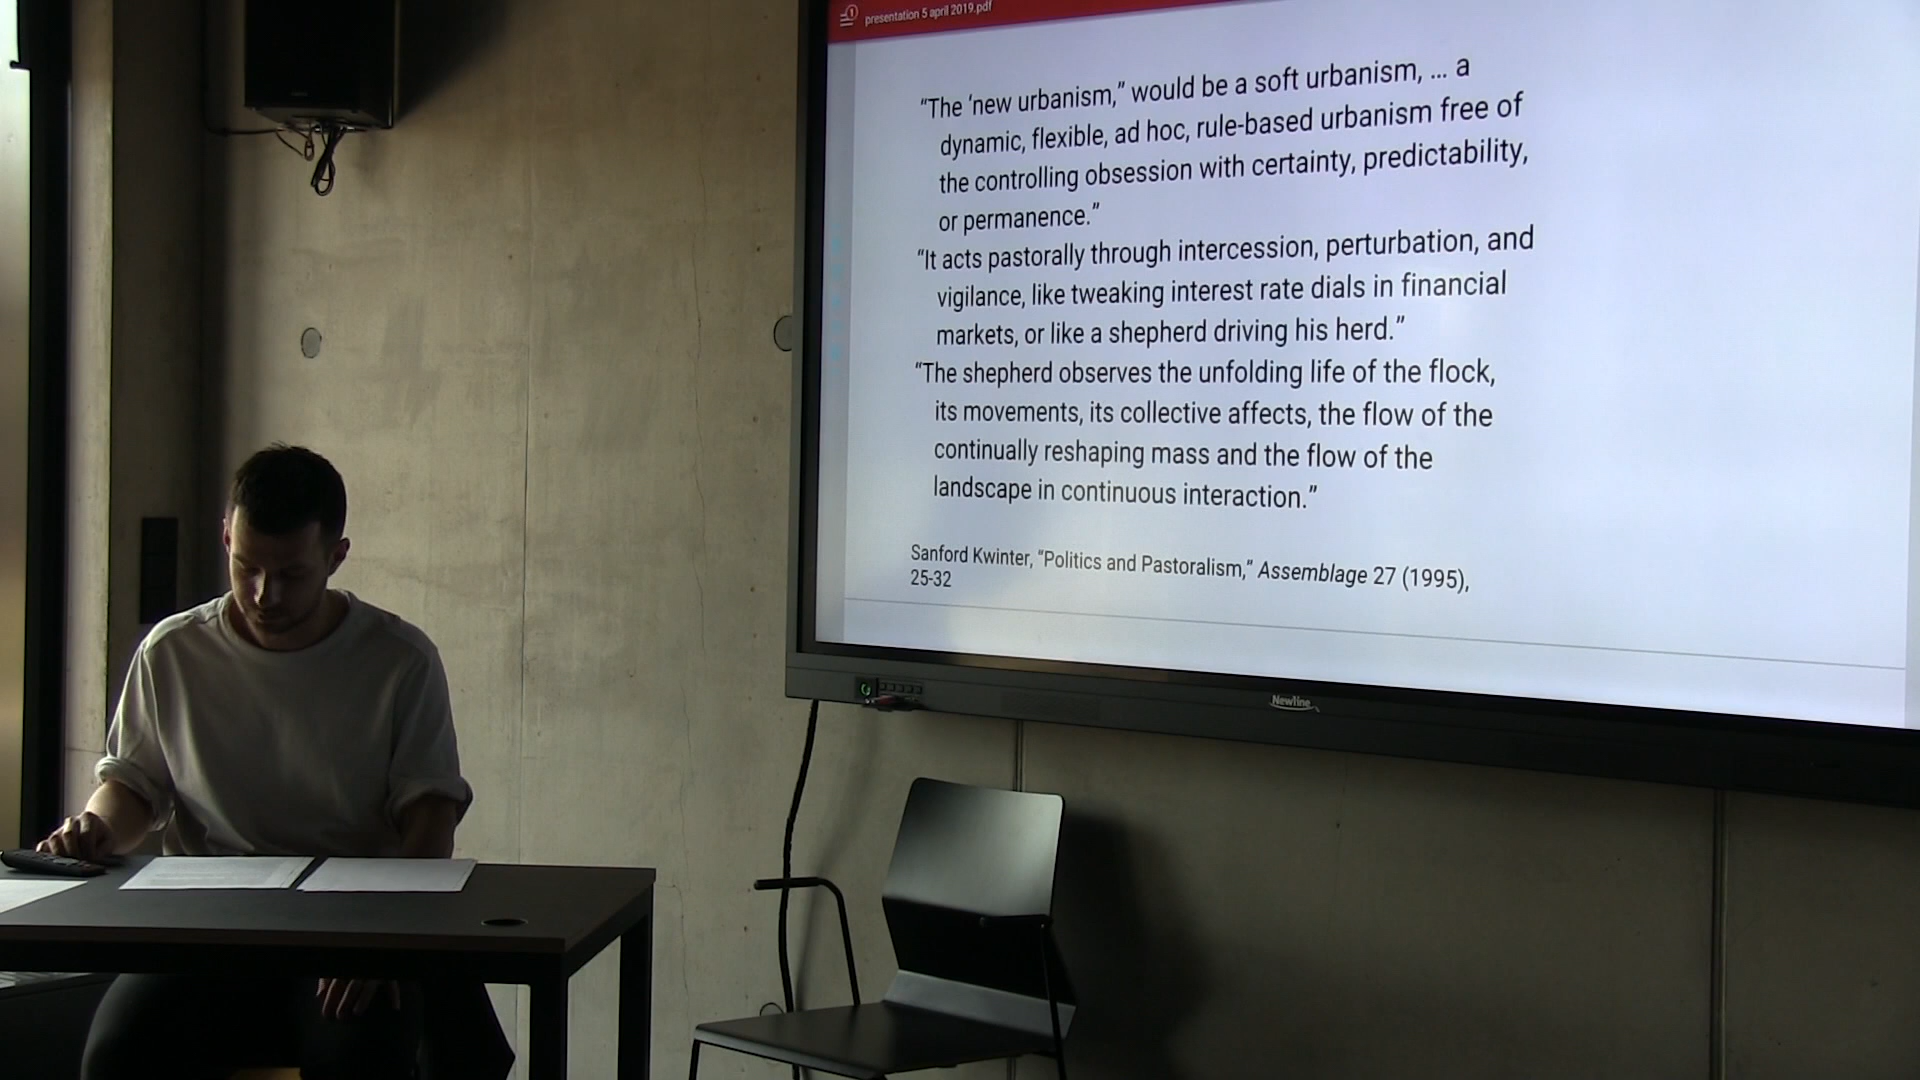 presentation 5 april 2019.pdf
“The ‘new urbanism,” would be a soft urbanism, ... a
dynamic, flexible, ad hoc, rule-based urbanism free of
the controlling obsession with certainty, predictability,
or permanence.”
“It acts pastorally through intercession, perturbation, and
vigilance, like tweaking interest rate dials in financial
markets, or like a shepherd driving his herd.”
“The shepherd observes the unfolding life of the flock,
its movements, its collective affects, the flow of the
continually reshaping mass and the flow of the
landscape in continuous interaction.”
Sanford Kwinter, “Politics and Pastoralism,” Assemblage 27 (1995),
25-32
Newline